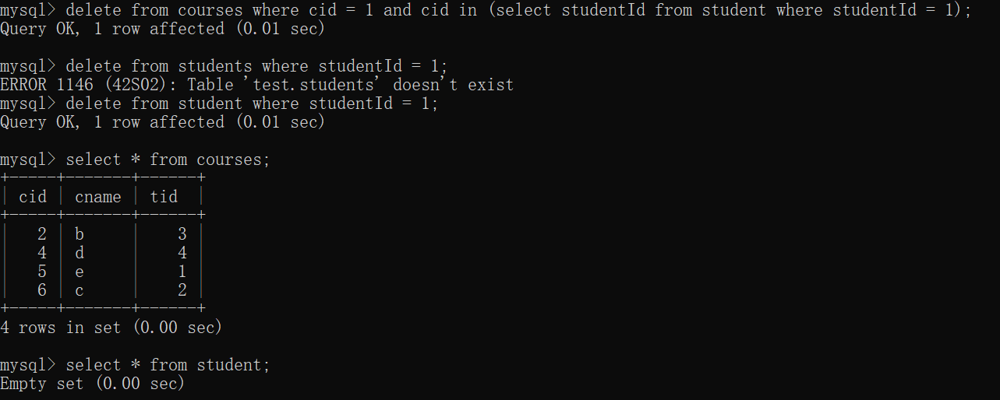 mysql> delete from courses where cid = 1 and cid in (select studentId from student where studentId = 1);
Query OK, 1 row affected (0.01 sec)
mysql> delete from students where studentId = 1;
ERROR 1146 (42S02): Table 'test.students' doesn't exist
mysql> delete from student where studentId = 1;
Query OK, 1 row affected (0.01 sec)
mysql> select * from courses;
+-----+-------+------+
| cid | cname | tid  |
+-----+-------+------+
|   2 | b     |    3 |
|   4 | d     |    4 |
|   5 | e     |    1 |
|   6 | c     |    2 |
+-----+-------+------+
4 rows in set (0.00 sec)
mysql> select * from student;
Empty set (0.00 sec)